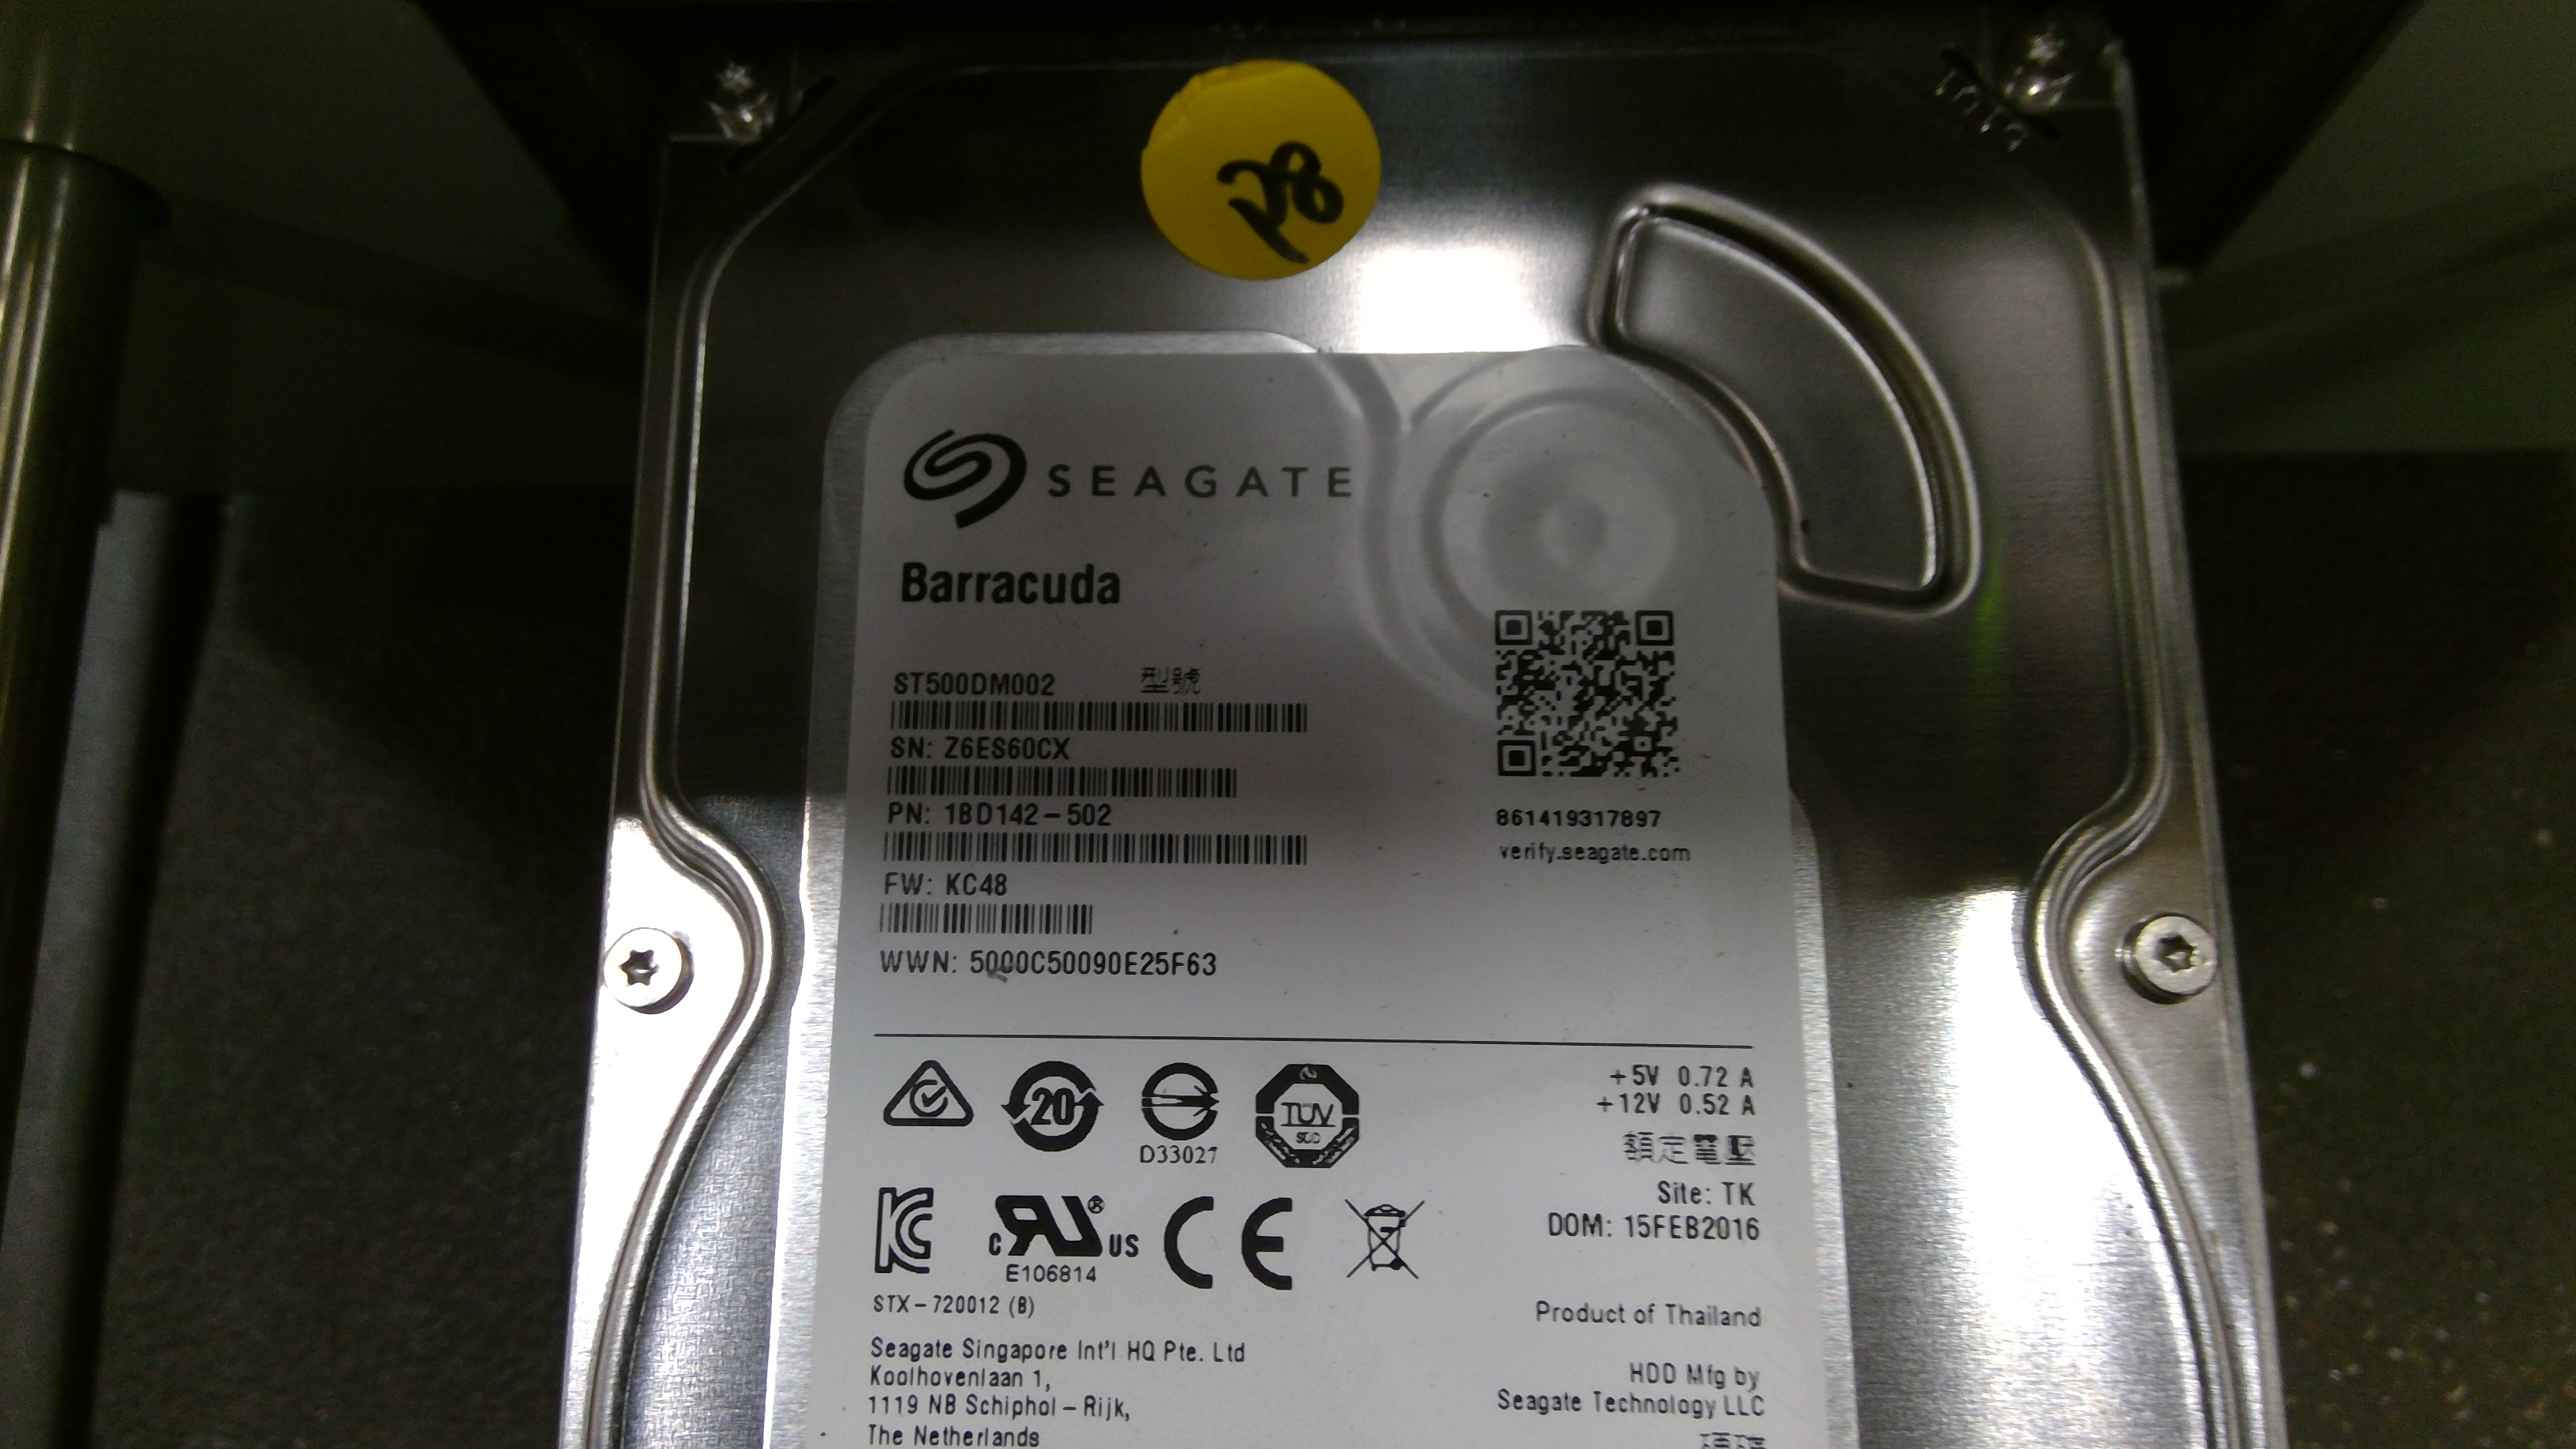 SEAGATE
Barracuda
ST500DM002 型號
SN: Z6ES60CX
PN: 1BD142-502
FW: KC48
WWN: 5000C50090E25F63
861419317897
verify.seagate.com
20
D33027
TÜV
SÜD
+5V 0.72 A
+12V 0.52 A
額定電壓
Site: TK
DOM: 15FEB2016
C US ®
E106814
CE
STX-720012 (B)
Seagate Singapore Int'l HQ Pte. Ltd
Koolhovenlaan 1,
1119 NB Schiphol-Rijk,
The Netherlands
Product of Thailand
HDD Mfg by
Seagate Technology LLC